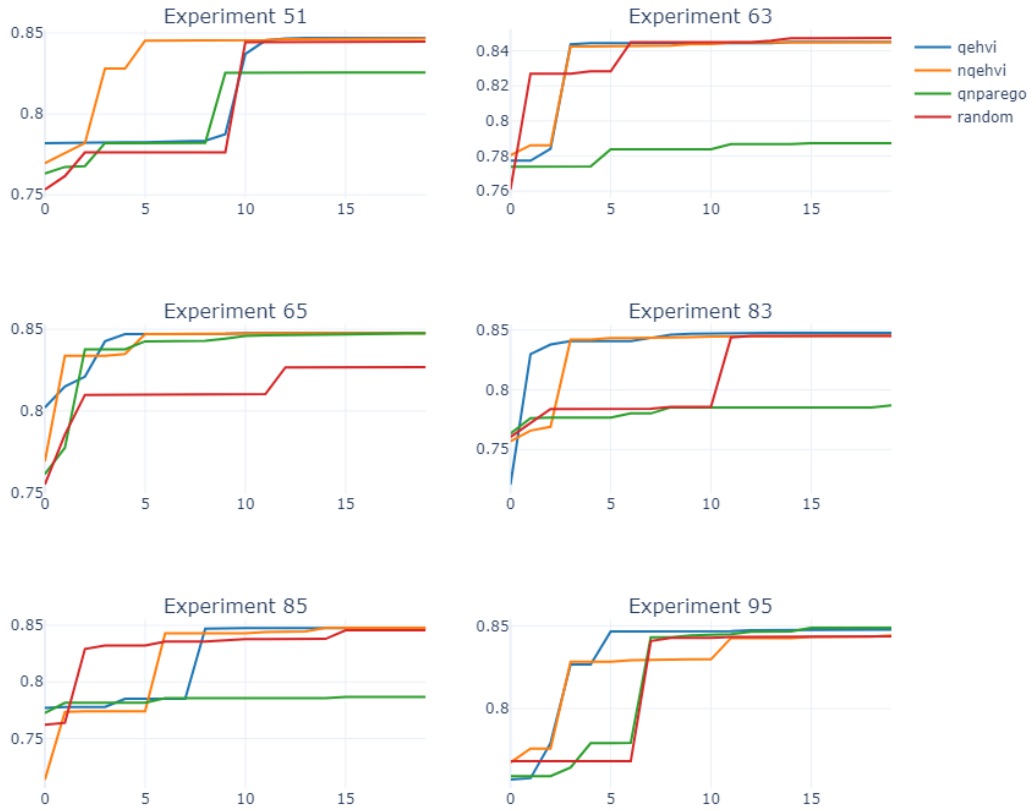 Experiment 51
0.85
0.8
0.75
0 5 10 15
Experiment 63
0.84
0.82
0.8
0.78
0.76
0 5 10 15
qehvi
nqehvi
qnparego
random
Experiment 65
0.85
0.8
0.75
0 5 10 15
Experiment 83
0.85
0.8
0.75
0 5 10 15
Experiment 85
0.85
0.8
0.75
0 5 10 15
Experiment 95
0.85
0.8
0 5 10 15